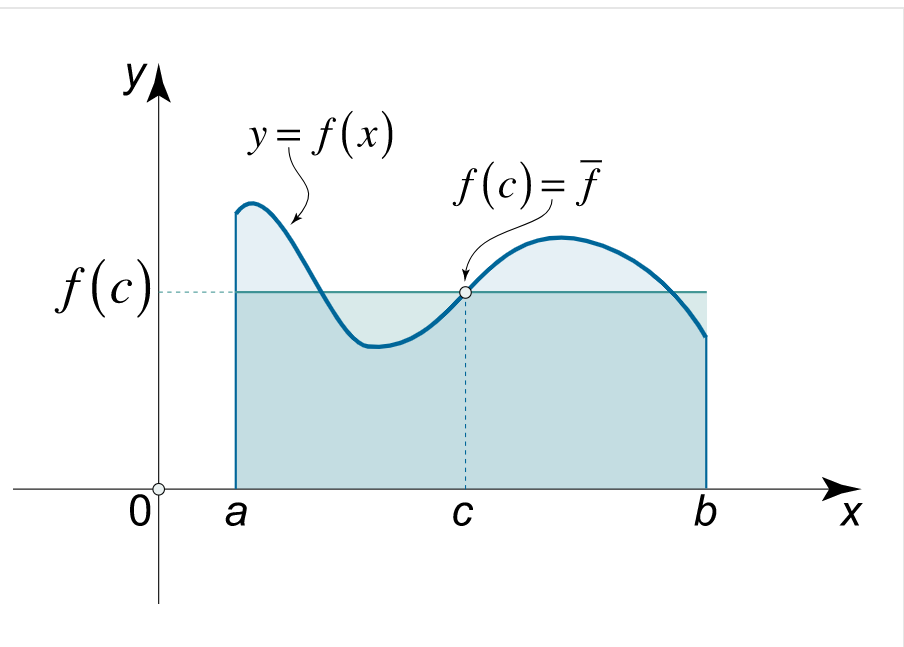 y
y = f(x)
f(c) = f̅
f(c)
0 a c b x